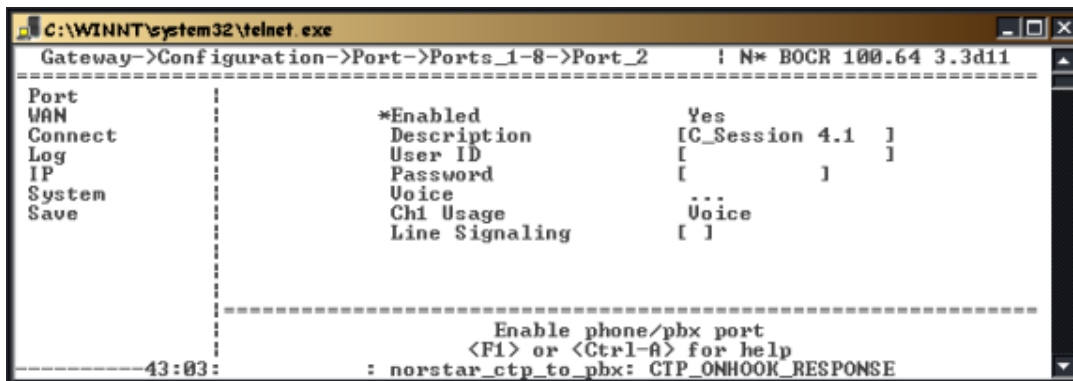 C:\WINNT\system32\telnet.exe
Gateway->Configuration->Port->Ports_1-8->Port_2 ¦ N* BOCR 100.64 3.3d11
Port
WAN
Connect
Log
IP
System
Save
*Enabled Yes
Description [C_Session 4.1 ]
User ID [ ]
Password [ ]
Voice ...
Ch1 Usage Voice
Line Signaling [ ]
Enable phone/pbx port
<F1> or <Ctrl-A> for help
----------43:03: : norstar_ctp_to_pbx: CTP_ONHOOK_RESPONSE